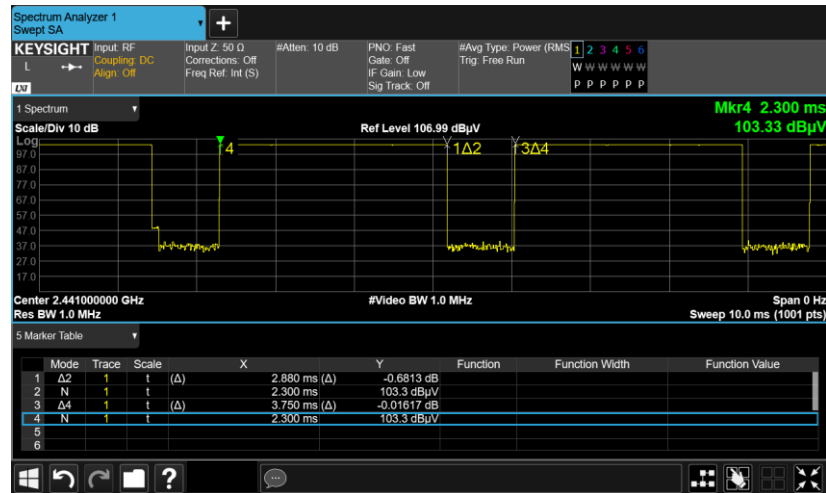 Spectrum Analyzer 1
Swept SA
+
KEYSIGHT Input: RF Input Z: 50 Ω #Atten: 10 dB PNO: Fast #Avg Type: Power (RMS 1 2 3 4 5 6
L Coupling: DC Corrections: Off Gate: Off Trig: Free Run
Align: Off Freq Ref: Int (S) IF Gain: Low W W W W W W
LXI Sig Track: Off P P P P P P
1 Spectrum Mkr4 2.300 ms
Scale/Div 10 dB Ref Level 106.99 dBµV 103.33 dBµV
Log
97.0 4 1Δ2 3Δ4
87.0
77.0
67.0
57.0
47.0
37.0
27.0
17.0
Center 2.441000000 GHz #Video BW 1.0 MHz Span 0 Hz
Res BW 1.0 MHz Sweep 10.0 ms (1001 pts)
5 Marker Table
Mode Trace Scale X Y Function Function Width Function Value
1 Δ2 1 t (Δ) 2.880 ms (Δ) -0.6813 dB
2 N 1 t 2.300 ms 103.3 dBµV
3 Δ4 1 t (Δ) 3.750 ms (Δ) -0.01617 dB
4 N 1 t 2.300 ms 103.3 dBµV
5
6
?